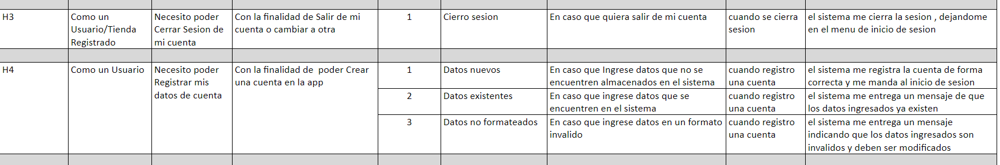 H3
Como un
Usuario/Tienda
Registrado
Necesito poder
Cerrar Sesion de
mi cuenta
Con la finalidad de Salir de mi
cuenta o cambiar a otra
1
Cierro sesion
En caso que quiera salir de mi cuenta
cuando se cierra
sesion
el sistema me cierra la sesion , dejandome
en el menu de inicio de sesion
H4
Como un Usuario
Necesito poder
Registrar mis
datos de cuenta
Con la finalidad de  poder Crear
una cuenta en la app
1
Datos nuevos
En caso que Ingrese datos que no se
encuentren almacenados en el sistema
cuando registro
una cuenta
el sistema me registra la cuenta de forma
correcta y me manda al inicio de sesion
2
Datos existentes
En caso que ingrese datos que se
encuentren en el sistema
cuando registro
una cuenta
el sistema me entrega un mensaje de que
los datos ingresados ya existen
3
Datos no formateados
En caso que ingrese datos en un formato
invalido
cuando registro
una cuenta
el sistema me entrega un mensaje
indicando que los datos ingresados son
invalidos y deben ser modificados